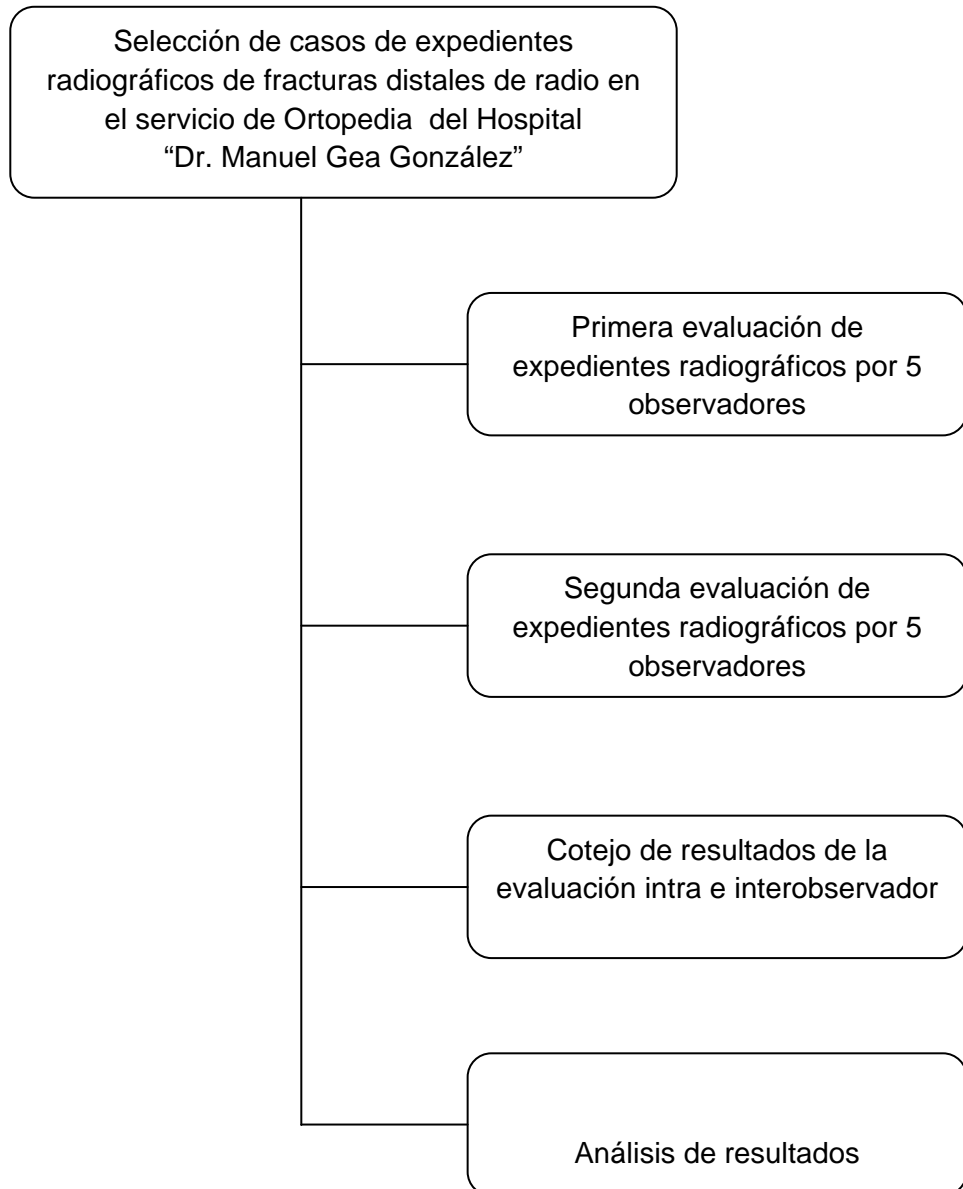 Selección de casos de expedientes
radiográficos de fracturas distales de radio en
el servicio de Ortopedia  del Hospital
“Dr. Manuel Gea González”
Primera evaluación de
expedientes radiográficos por 5
observadores
Segunda evaluación de
expedientes radiográficos por 5
observadores
Cotejo de resultados de la
evaluación intra e interobservador
Análisis de resultados